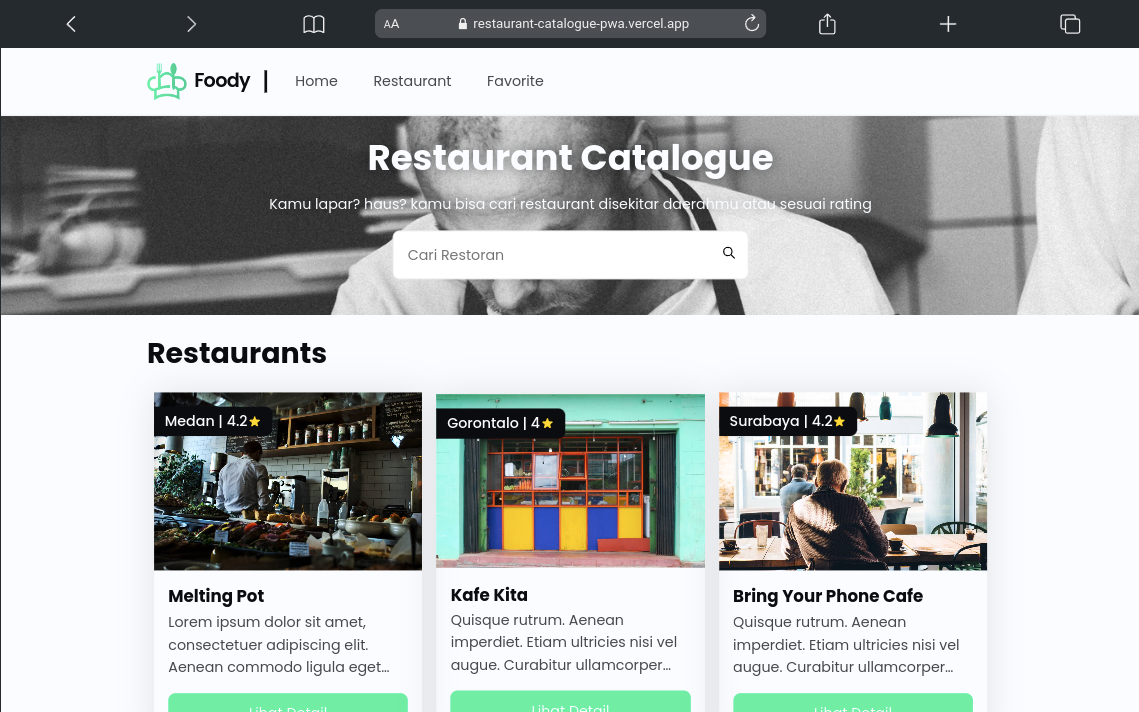 AA
restaurant-catalogue-pwa.vercel.app
Foody | Home Restaurant Favorite
Restaurant Catalogue
Kamu lapar? haus? kamu bisa cari restaurant disekitar daerahmu atau sesuai rating
Cari Restoran
Restaurants
Medan | 4.2
Melting Pot
Lorem ipsum dolor sit amet,
consectetuer adipiscing elit.
Aenean commodo ligula eget...
Lihat Detail
Gorontalo | 4
Kafe Kita
Quisque rutrum. Aenean
imperdiet. Etiam ultricies nisi vel
augue. Curabitur ullamcorper...
Lihat Detail
Surabaya | 4.2
Bring Your Phone Cafe
Quisque rutrum. Aenean
imperdiet. Etiam ultricies nisi vel
augue. Curabitur ullamcorper...
Lihat Detail